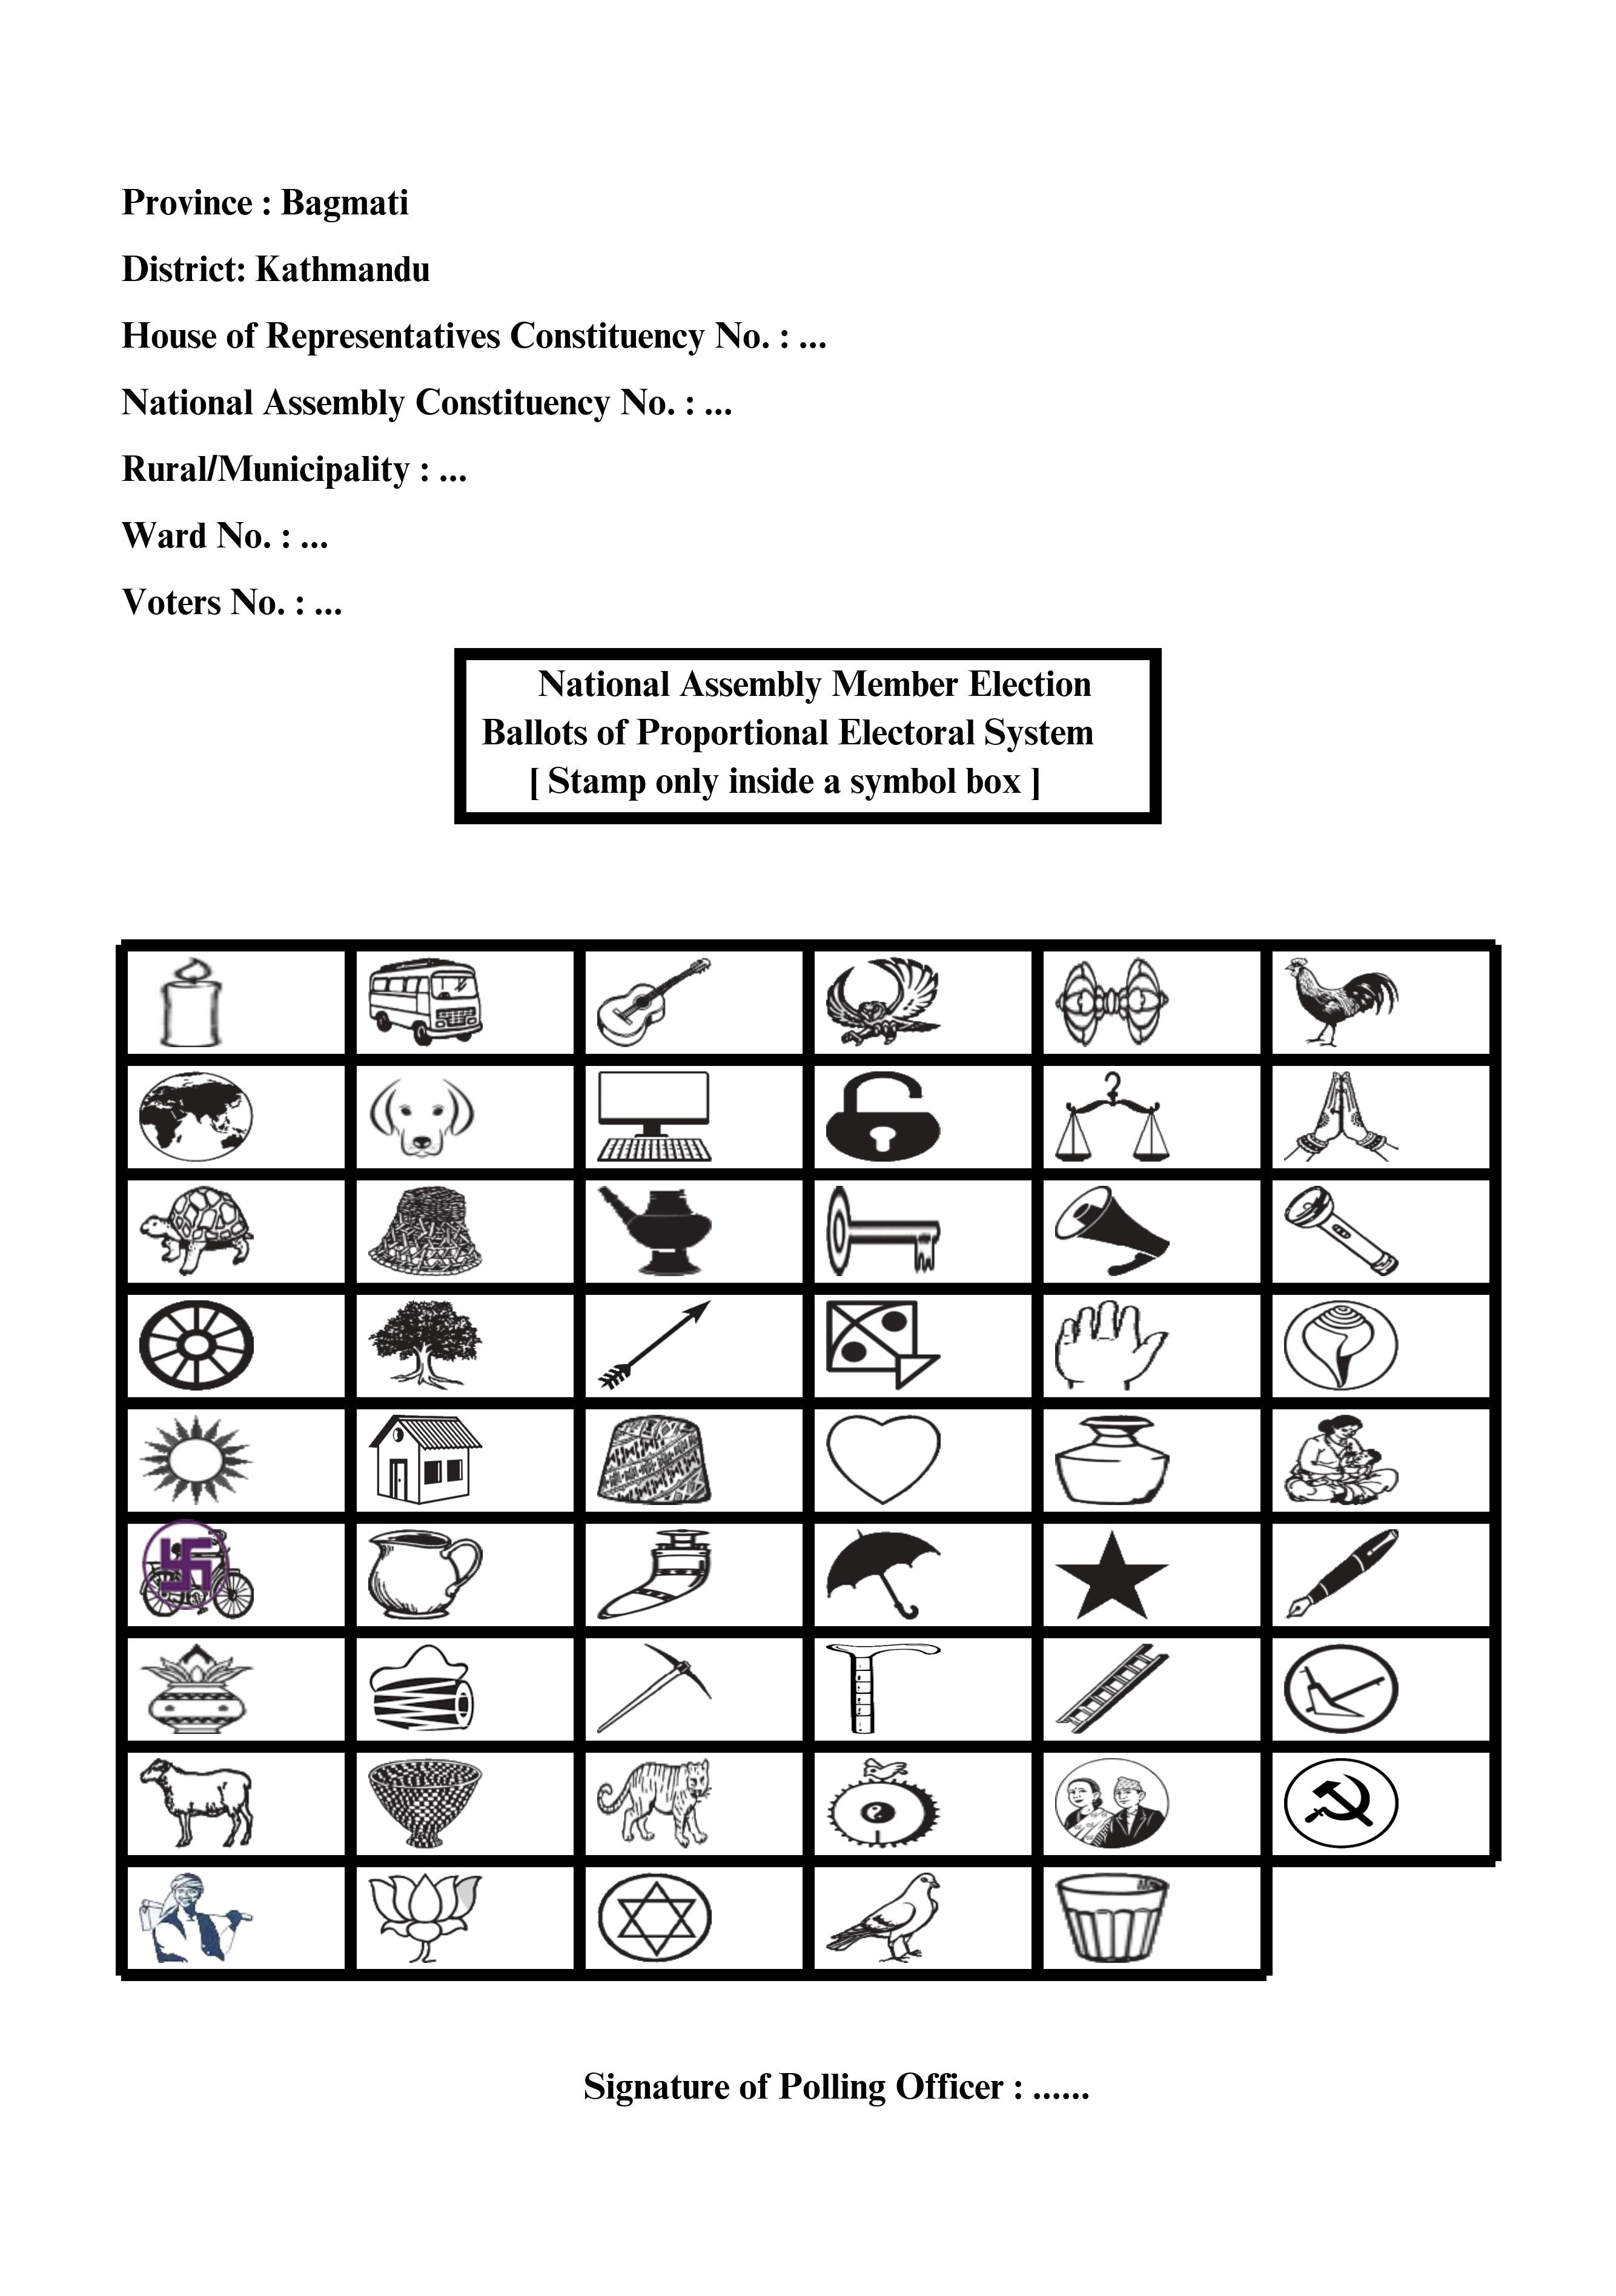 Province : Bagmati
District: Kathmandu
House of Representatives Constituency No. : ...
National Assembly Constituency No. : ...
Rural/Municipality : ...
Ward No. : ...
Voters No. : ...
National Assembly Member Election
Ballots of Proportional Electoral System
[ Stamp only inside a symbol box ]
Signature of Polling Officer : ......